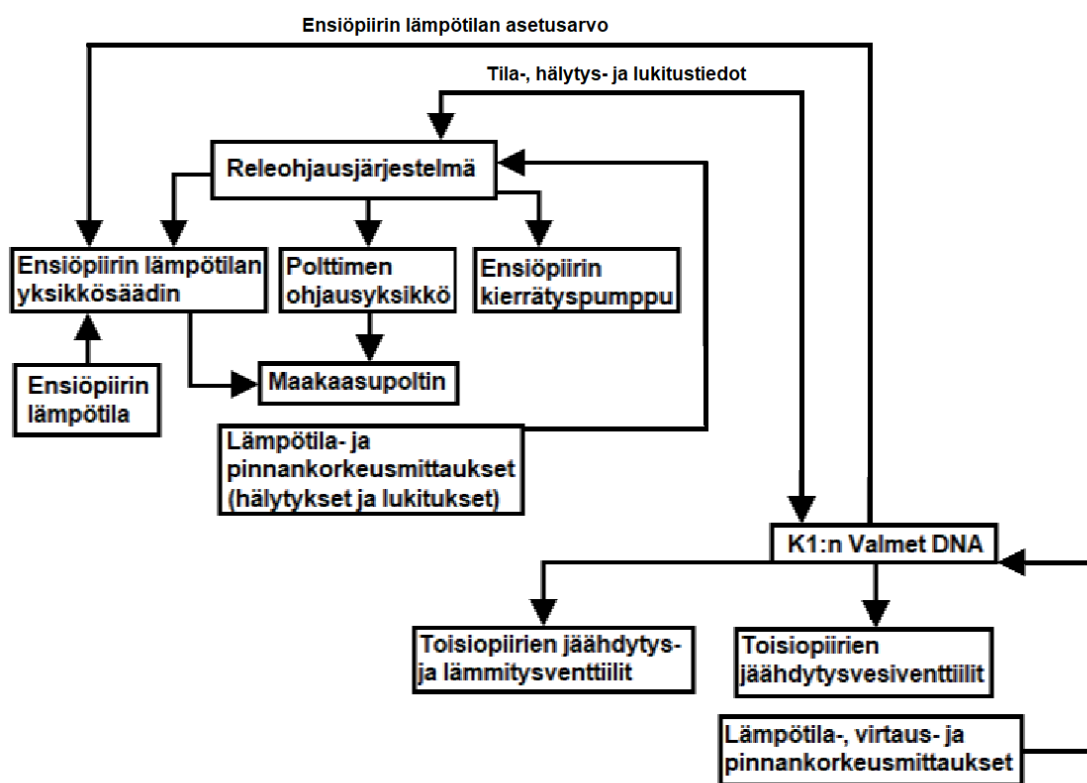 Ensiöpiirin lämpötilan asetusarvo
Tila-, hälytys- ja lukitustiedot
Releohjausjärjestelmä
Ensiöpiirin lämpötilan
yksikkösäädin
Polttimen
ohjausyksikkö
Ensiöpiirin
kierrätyspumppu
Ensiöpiirin
lämpötila
Maakaasupoltin
Lämpötila- ja
pinnankorkeusmittaukset
(hälytykset ja lukitukset)
K1:n Valmet DNA
Toisiopiirien jäähdytys-
ja lämmitysventtiilit
Toisiopiirien
jäähdytysvesiventtiilit
Lämpötila-, virtaus- ja
pinnankorkeusmittaukset